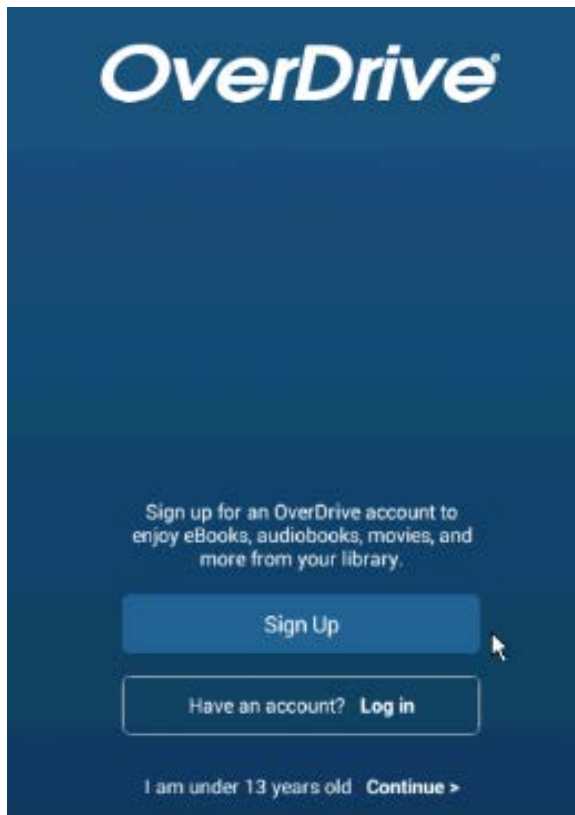 OverDrive®
Sign up for an OverDrive account to
enjoy eBooks, audiobooks, movies, and
more from your library.
Sign Up
Have an account? Log in
I am under 13 years old Continue >